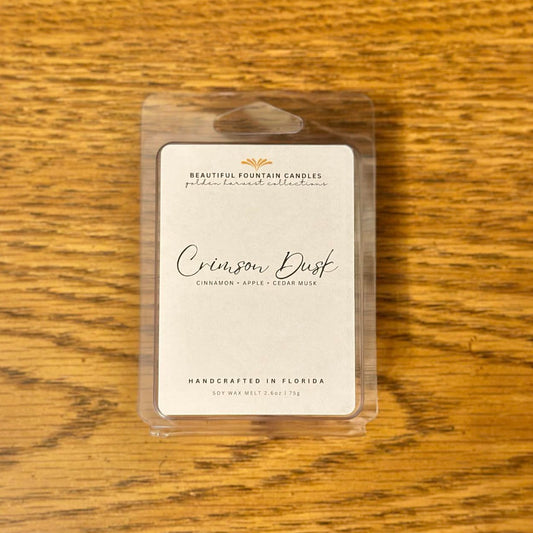 BEAUTIFUL FOUNTAIN CANDLES
golden harvest collections
Crimson Dusk
CINNAMON • APPLE • CEDAR MUSK
HANDCRAFTED IN FLORIDA
SOY WAX MELT 2.6oz | 75g